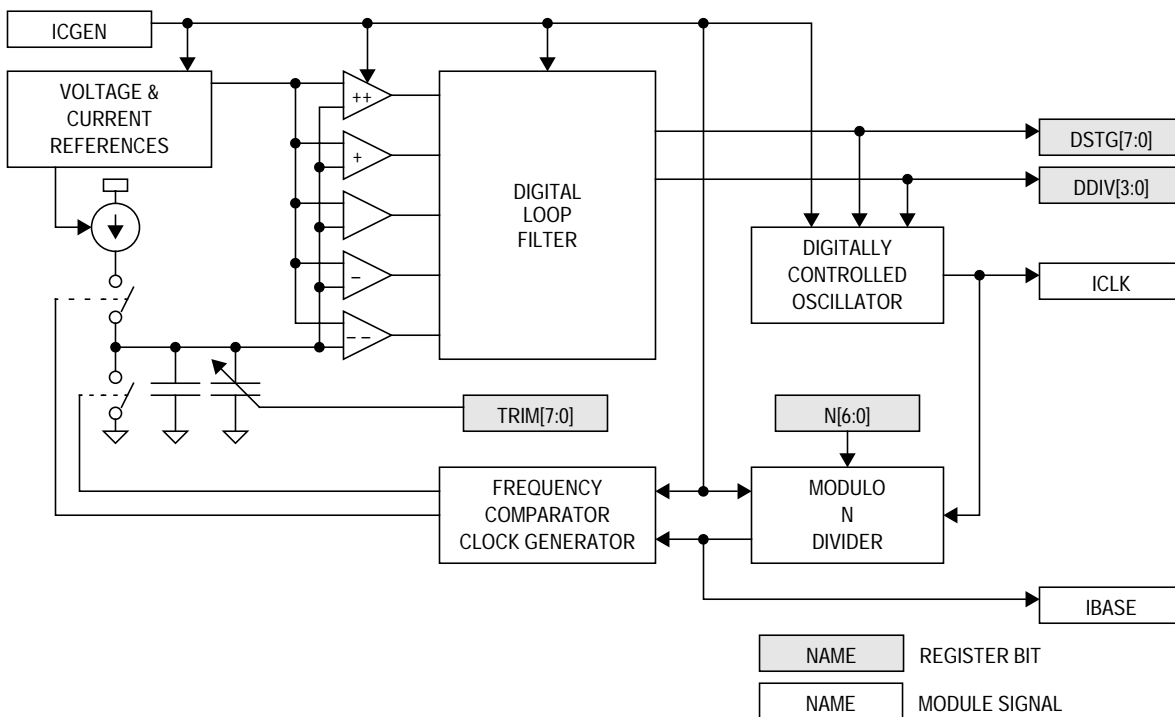 ICGEN
VOLTAGE &
CURRENT
REFERENCES
++
+
−
− −
DIGITAL
LOOP
FILTER
DSTG[7:0]
DDIV[3:0]
DIGITALLY
CONTROLLED
OSCILLATOR
ICLK
TRIM[7:0]
N[6:0]
FREQUENCY
COMPARATOR
CLOCK GENERATOR
MODULO
N
DIVIDER
IBASE
NAME
REGISTER BIT
NAME
MODULE SIGNAL